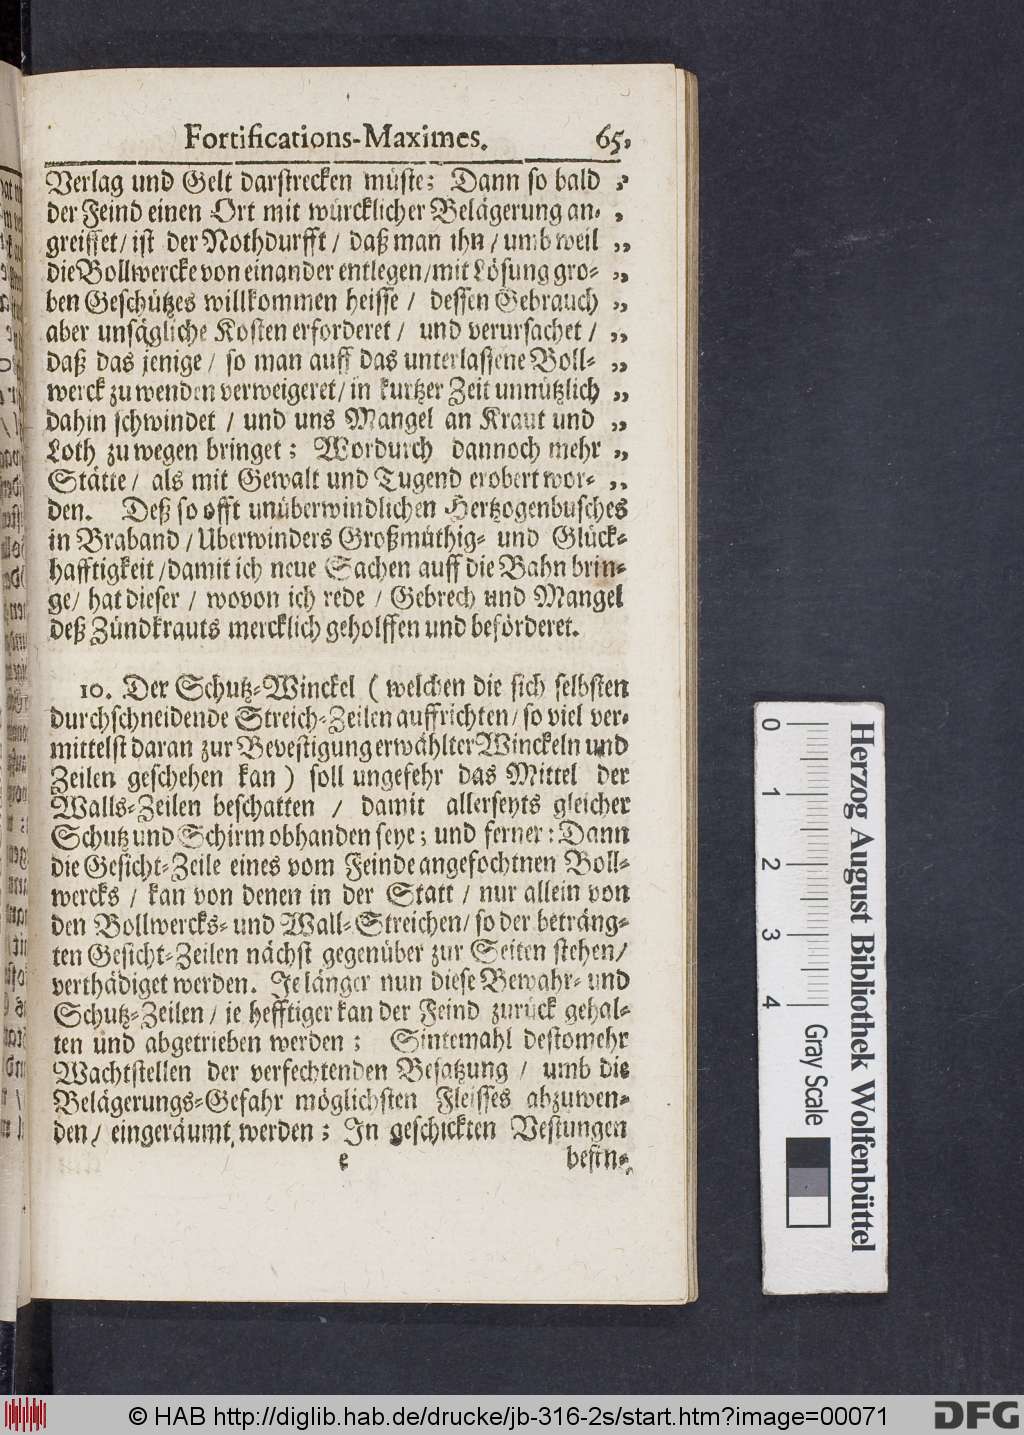 Fortifications-Maximes. 65.
Verlag und Gelt darstrecken müste; Dann so bald „
der Feind einen Ort mit würcklicher Belägerung an- „
greiffet / ist der Nothdurfft / daß man ihn / umb weil „
die Bollwercke von einander entlegen / mit Lösung gro- „
ben Geschützes willkommen heisse / dessen Gebrauch „
aber unsägliche Kosten erforderet / und verursachet / „
daß das jenige / so man auff das unterlassene Boll- „
werck zu wenden verweigeret / in kurtzer Zeit unnützlich „
dahin schwindet / und uns Mangel an Kraut und „
Loth zu wegen bringet; Wordurch dannoch mehr „
Stätte / als mit Gewalt und Tugend erobert wor- „
den. Deß so offt unüberwindlichen Hertzogenbusches
in Braband / Uberwinders Großmüthig- und Glück-
hafftigkeit / damit ich neue Sachen auff die Bahn brin-
ge / hat dieser / wovon ich rede / Gebrech und Mangel
deß Zündkrauts mercklich geholffen und beförderet.
10. Der Schutz-Winckel ( welchen die sich selbsten
durchschneidende Streich-Zeilen auffrichten / so viel ver-
mittelst daran zur Bevestigung erwählter Winckeln und
Zeilen geschehen kan ) soll ungefehr das Mittel der
Walls-Zeilen beschatten / damit allerseyts gleicher
Schutz und Schirm obhanden seye; und ferner: Dann
die Gesicht-Zeile eines vom Feinde angefochtnen Boll-
wercks / kan von denen in der Statt / nur allein von
den Bollwercks- und Wall-Streichen / so der beträng-
ten Gesicht-Zeilen nächst gegenüber zur Seiten stehen /
verthädiget werden. Je länger nun diese Bewahr- und
Schutz-Zeilen / je hefftiger kan der Feind zurück gehal-
ten und abgetrieben werden; Sintemahl destomehr
Wachtstellen der verfechtenden Besatzung / umb die
Belägerungs-Gefahr möglichsten Fleisses abzuwen-
den / eingeräumt werden; In geschickten Vestungen
e befin-
0 1 2 3 4
Gray Scale
Herzog August Bibliothek Wolfenbüttel
© HAB http://diglib.hab.de/drucke/jb-316-2s/start.htm?image=00071
DFG